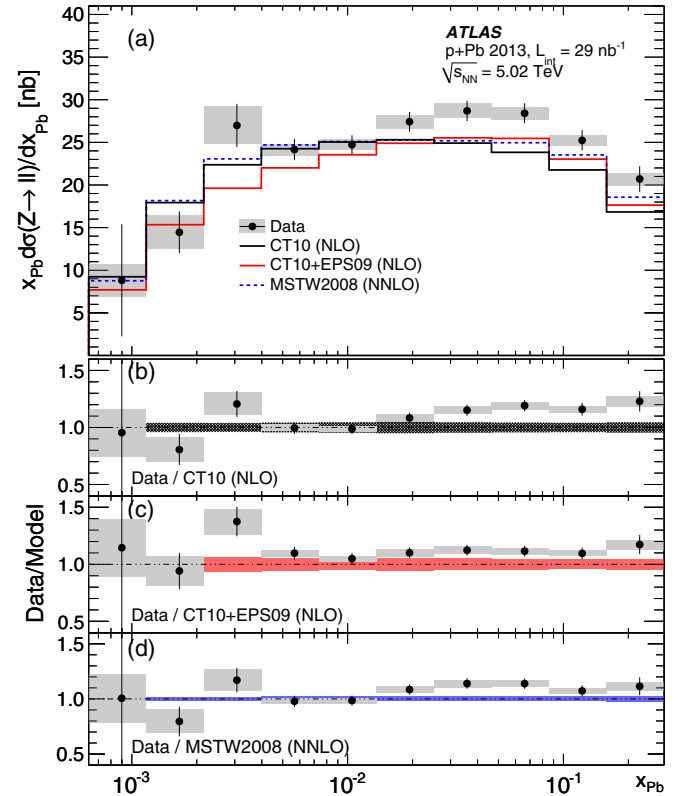 (a)
ATLAS
p+Pb 2013, L_int = 29 nb⁻¹
√s_NN = 5.02 TeV
x_Pb dσ(Z→ ll)/dx_Pb [nb]
40
35
30
25
20
15
10
5
Data
CT10 (NLO)
CT10+EPS09 (NLO)
MSTW2008 (NNLO)
Data/Model
(b)
1.5
1.0
0.5
Data / CT10 (NLO)
(c)
1.5
1.0
0.5
Data / CT10+EPS09 (NLO)
(d)
1.5
1.0
0.5
Data / MSTW2008 (NNLO)
10⁻³ 10⁻² 10⁻¹ x_Pb